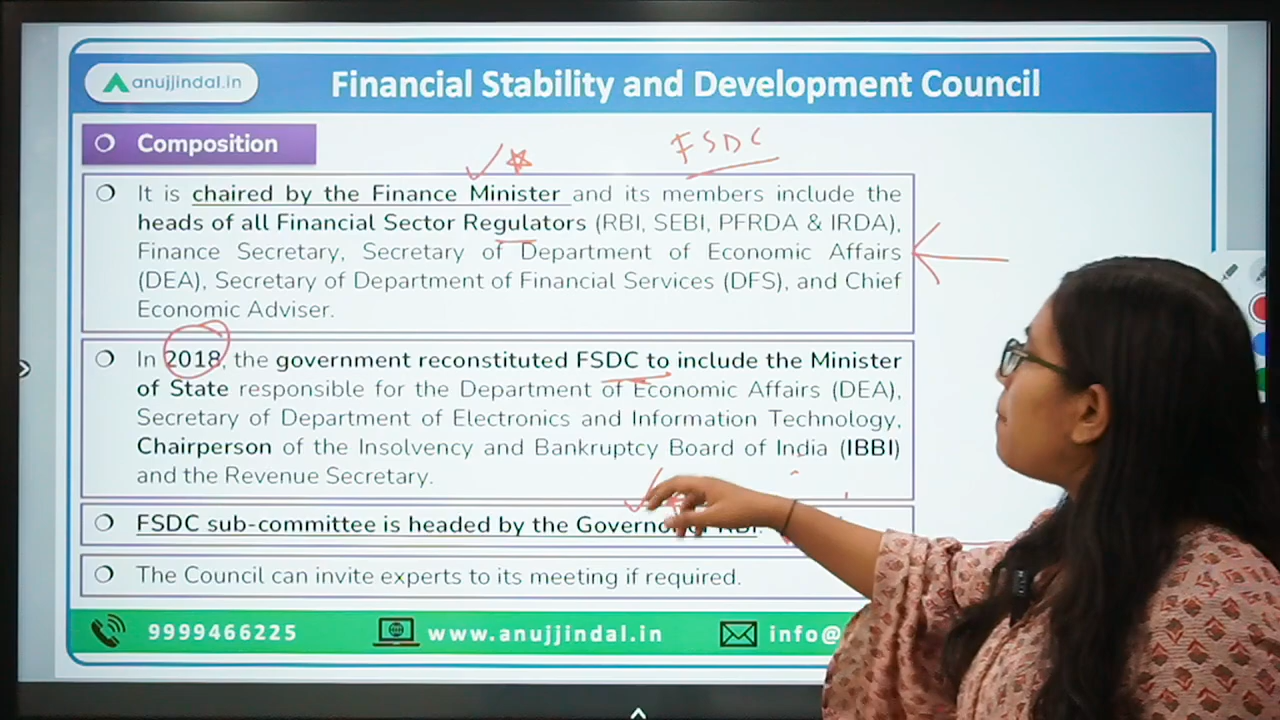 anujjindal.in
Financial Stability and Development Council
Composition
FSDC
It is chaired by the Finance Minister and its members include the
heads of all Financial Sector Regulators (RBI, SEBI, PFRDA & IRDA),
Finance Secretary, Secretary of Department of Economic Affairs
(DEA), Secretary of Department of Financial Services (DFS), and Chief
Economic Adviser.
In 2018, the government reconstituted FSDC to include the Minister
of State responsible for the Department of Economic Affairs (DEA),
Secretary of Department of Electronics and Information Technology,
Chairperson of the Insolvency and Bankruptcy Board of India (IBBI)
and the Revenue Secretary.
FSDC sub-committee is headed by the Governor RBI.
The Council can invite experts to its meeting if required.
9999466225 www.anujjindal.in info@